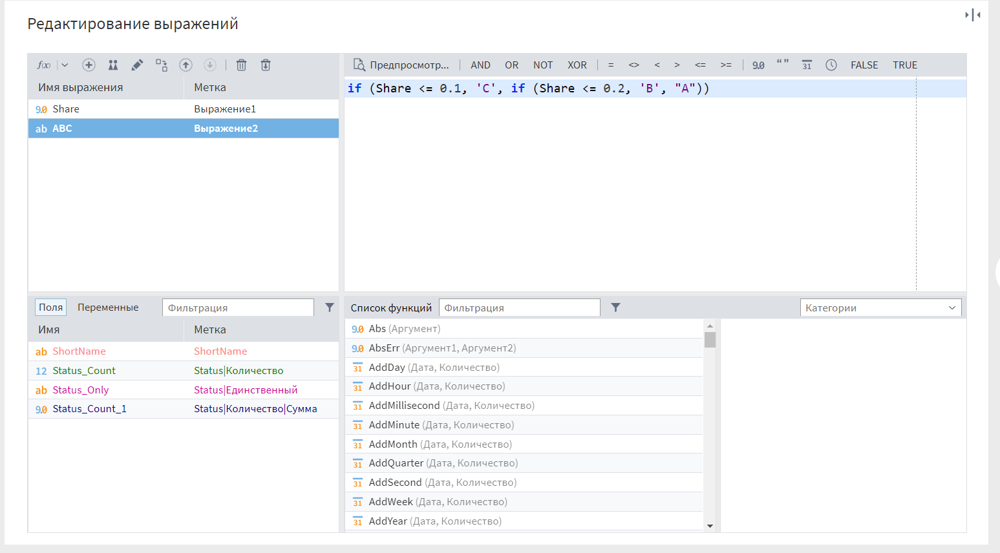 Редактирование выражений
f(x)
Предпросмотр... AND OR NOT XOR = <> < > <= >= 9.0 “ ” 31 FALSE TRUE
Имя выражения Метка
if (Share <= 0.1, 'C', if (Share <= 0.2, 'B', "A"))
9.0 Share Выражение1
ab ABC Выражение2
Поля Переменные Фильтрация
Имя Метка
ab ShortName ShortName
12 Status_Count Status|Количество
ab Status_Only Status|Единственный
9.0 Status_Count_1 Status|Количество|Сумма
Список функций Фильтрация Категории
9.0 Abs (Аргумент)
9.0 AbsErr (Аргумент1, Аргумент2)
31 AddDay (Дата, Количество)
31 AddHour (Дата, Количество)
31 AddMillisecond (Дата, Количество)
31 AddMinute (Дата, Количество)
31 AddMonth (Дата, Количество)
31 AddQuarter (Дата, Количество)
31 AddSecond (Дата, Количество)
31 AddWeek (Дата, Количество)
31 AddYear (Дата, Количество)